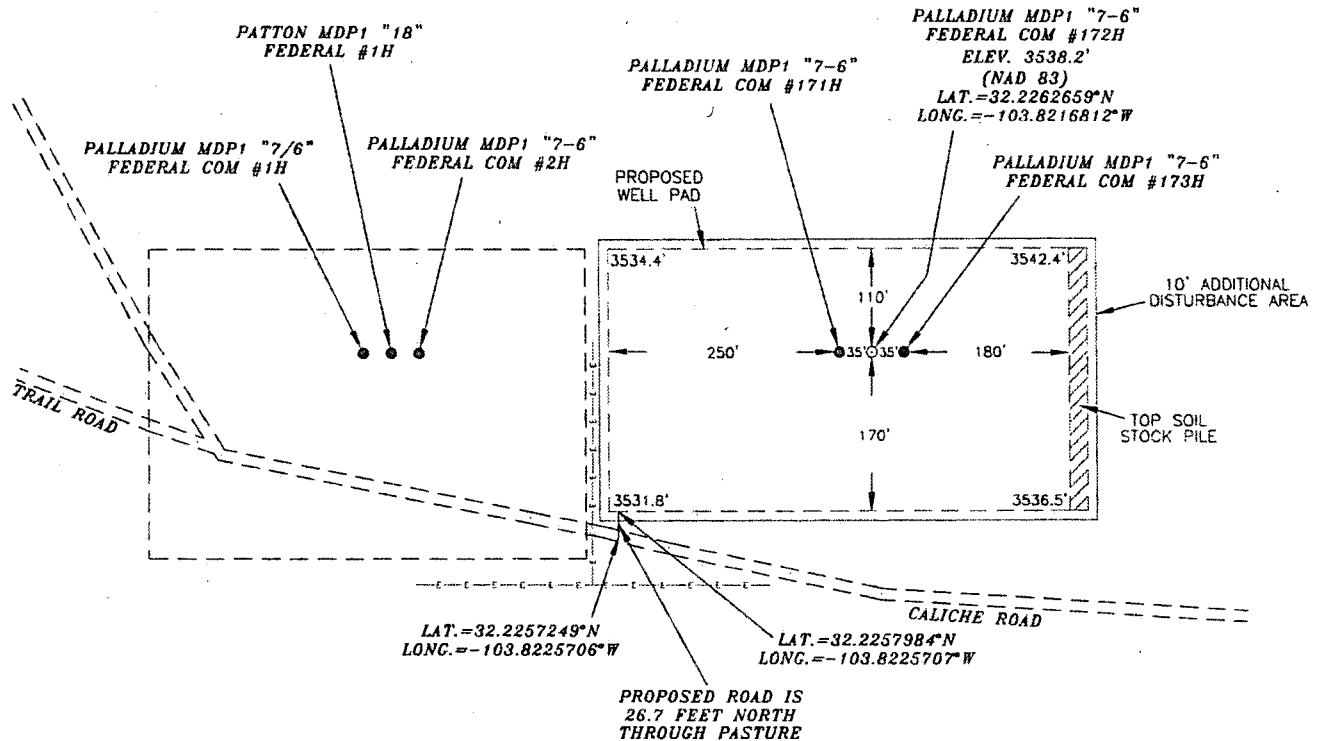 PATTON MDP1 "18"
FEDERAL #1H
PALLADIUM MDP1 "7-6"
FEDERAL COM #172H
ELEV. 3538.2'
(NAD 83)
LAT.=32.2262659°N
LONG.=-103.8216812°W
PALLADIUM MDP1 "7-6"
FEDERAL COM #171H
PALLADIUM MDP1 "7/6"
FEDERAL COM #1H
PALLADIUM MDP1 "7-6"
FEDERAL COM #2H
PALLADIUM MDP1 "7-6"
FEDERAL COM #173H
PROPOSED
WELL PAD
3534.4'
3542.4'
10' ADDITIONAL
DISTURBANCE AREA
110'
250'
35'
35'
180'
TRAIL ROAD
170'
TOP SOIL
STOCK PILE
3531.8'
3536.5'
CALICHE ROAD
LAT.=32.2257249°N
LONG.=-103.8225706°W
LAT.=32.2257984°N
LONG.=-103.8225707°W
PROPOSED ROAD IS
26.7 FEET NORTH
THROUGH PASTURE